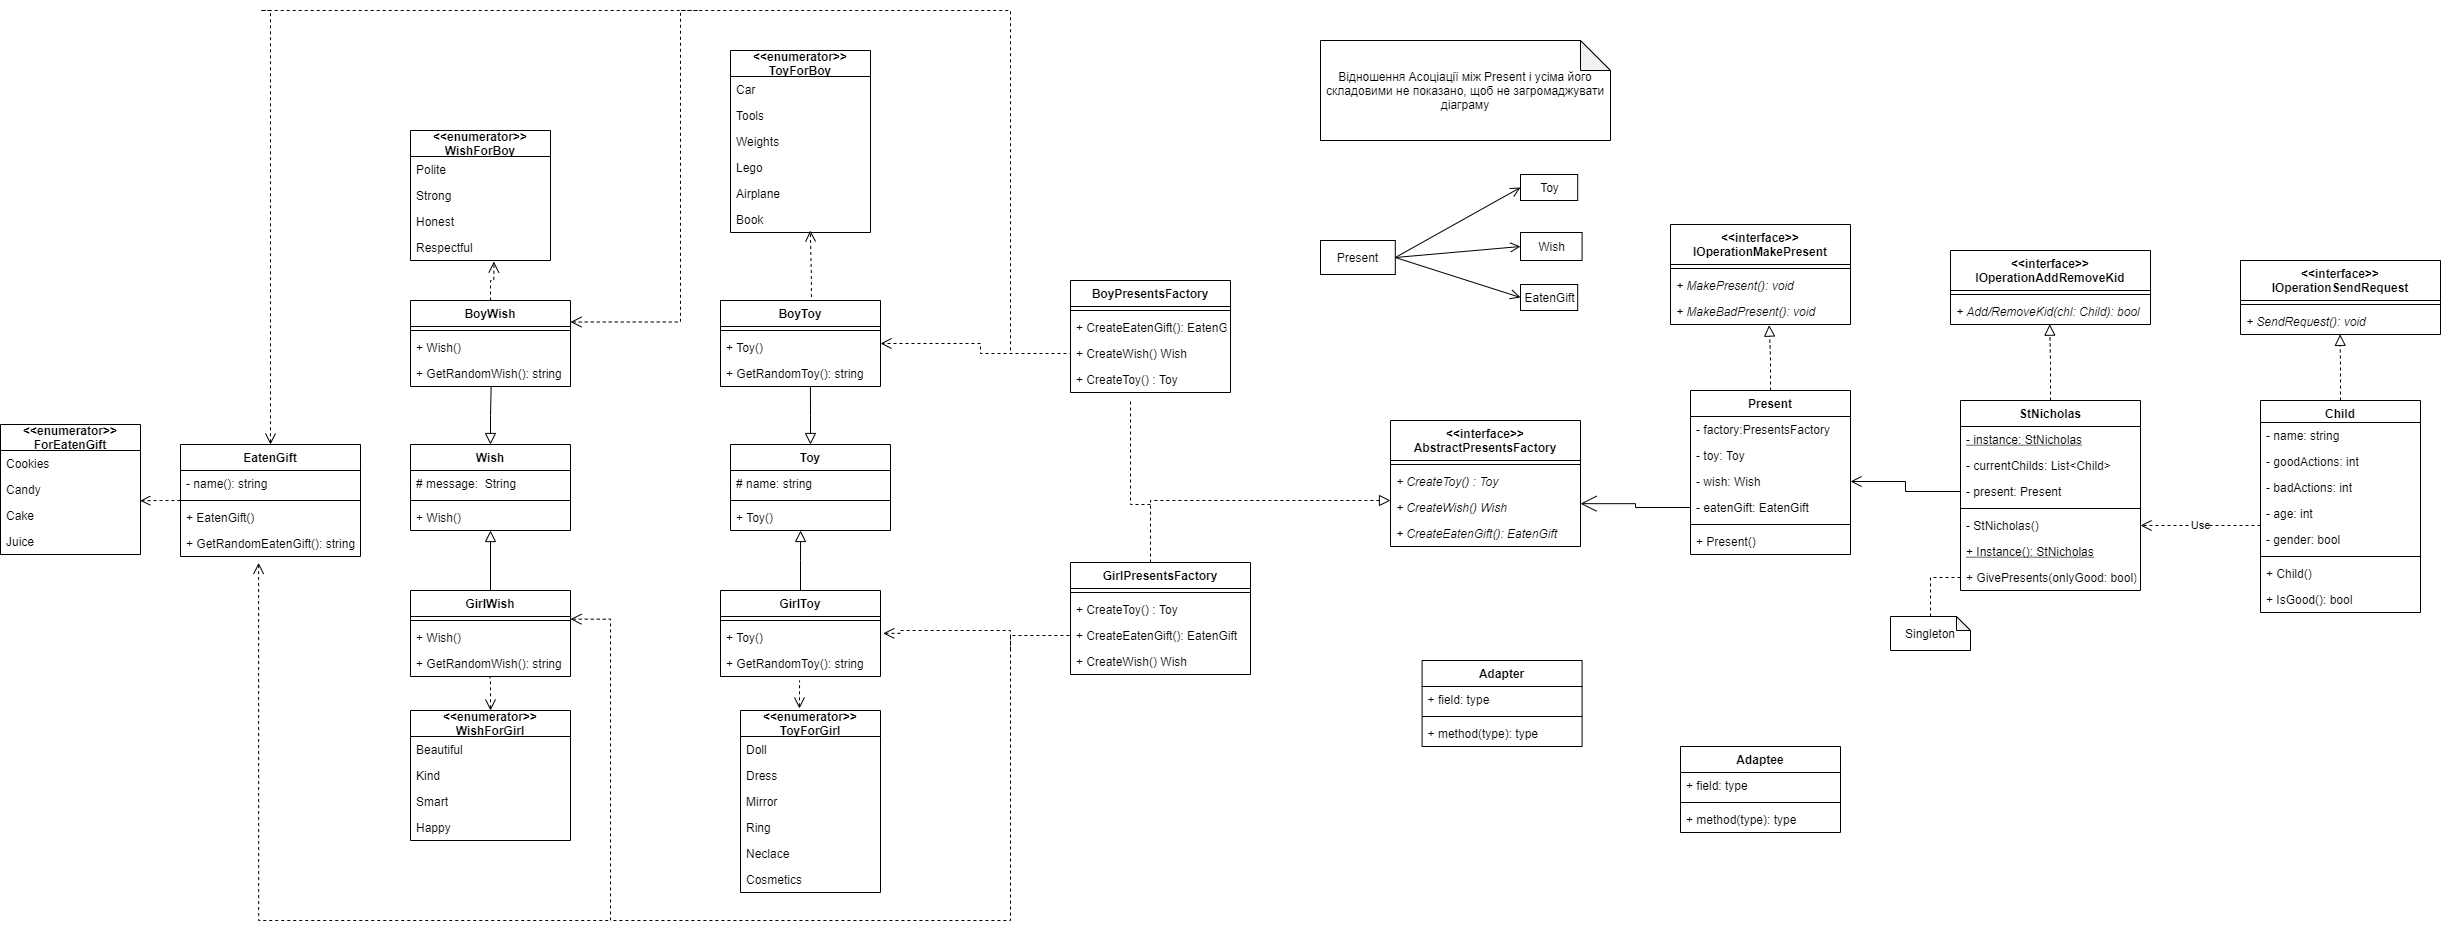 <<enumerator>>
ForEatenGift
Cookies
Candy
Cake
Juice
EatenGift
- name(): string
+ EatenGift()
+ GetRandomEatenGift(): string
<<enumerator>>
WishForBoy
Polite
Strong
Honest
Respectful
BoyWish
+ Wish()
+ GetRandomWish(): string
Wish
# message:  String
+ Wish()
GirlWish
+ Wish()
+ GetRandomWish(): string
<<enumerator>>
WishForGirl
Beautiful
Kind
Smart
Happy
<<enumerator>>
ToyForBoy
Car
Tools
Weights
Lego
Airplane
Book
BoyToy
+ Toy()
+ GetRandomToy(): string
Toy
# name: string
+ Toy()
GirlToy
+ Toy()
+ GetRandomToy(): string
<<enumerator>>
ToyForGirl
Doll
Dress
Mirror
Ring
Neclace
Cosmetics
BoyPresentsFactory
+ CreateEatenGift(): EatenG
+ CreateWish() Wish
+ CreateToy() : Toy
GirlPresentsFactory
+ CreateToy() : Toy
+ CreateEatenGift(): EatenGift
+ CreateWish() Wish
Відношення Асоціації між Present і усіма його
складовими не показано, щоб не загромаджувати
діаграму
Present
Toy
Wish
EatenGift
<<interface>>
AbstractPresentsFactory
+ CreateToy() : Toy
+ CreateWish() Wish
+ CreateEatenGift(): EatenGift
Adapter
+ field: type
+ method(type): type
Adaptee
+ field: type
+ method(type): type
<<interface>>
IOperationMakePresent
+ MakePresent(): void
+ MakeBadPresent(): void
Present
- factory:PresentsFactory
- toy: Toy
- wish: Wish
- eatenGift: EatenGift
+ Present()
<<interface>>
IOperationAddRemoveKid
+ Add/RemoveKid(chl: Child): bool
StNicholas
- instance: StNicholas
- currentChilds: List<Child>
- present: Present
- StNicholas()
+ Instance(): StNicholas
+ GivePresents(onlyGood: bool)
Singleton
Use
<<interface>>
IOperationSendRequest
+ SendRequest(): void
Child
- name: string
- goodActions: int
- badActions: int
- age: int
- gender: bool
+ Child()
+ IsGood(): bool